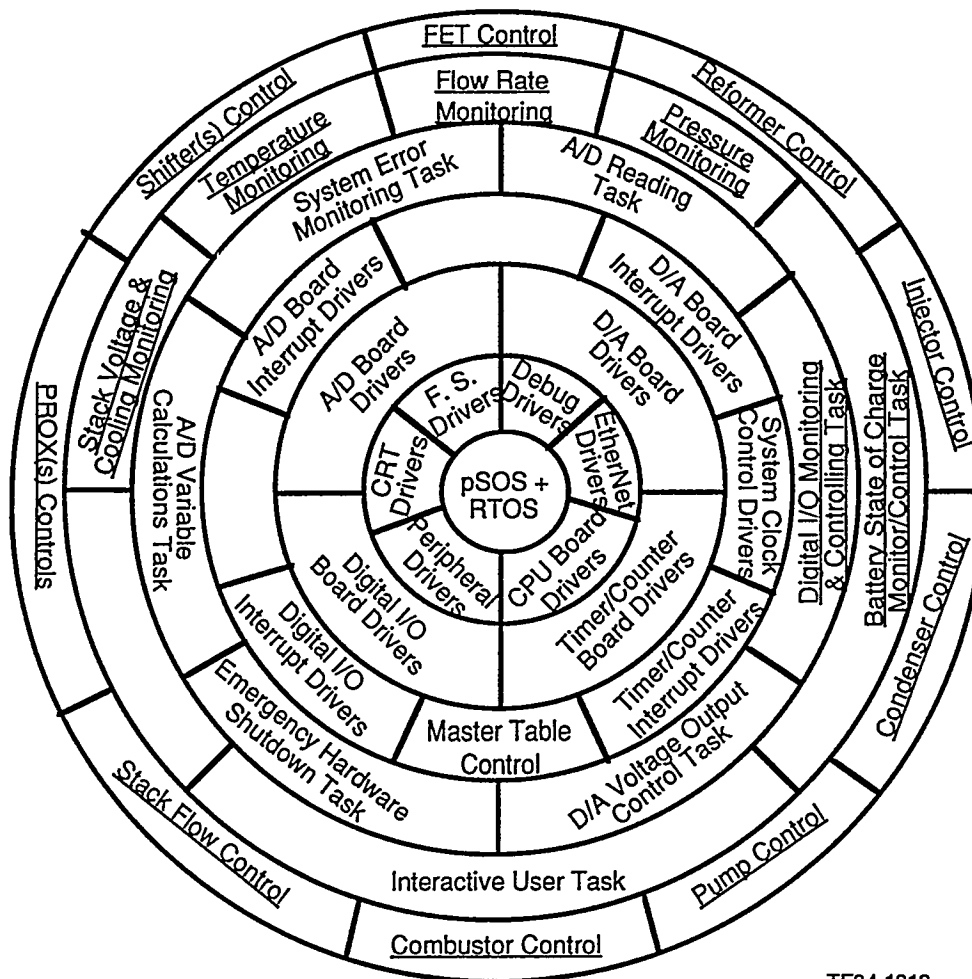 FET Control
Reformer Control
Injector Control
Condenser Control
Pump Control
Combustor Control
Stack Flow Control
PROX(s) Controls
Shifter(s) Control
Flow Rate
Monitoring
Pressure
Monitoring
Battery State of Charge
Monitor/Control Task
Interactive User Task
Stack Voltage &
Cooling Monitoring
Temperature
Monitoring
System Error
Monitoring Task
A/D Reading
Task
Digital I/O Monitoring
& Controlling Task
D/A Voltage Output
Control Task
Emergency Hardware
Shutdown Task
A/D Variable
Calculations Task
A/D Board
Interrupt Drivers
D/A Board
Interrupt Drivers
System Clock
Control Drivers
Timer/Counter
Interrupt Drivers
Master Table
Control
Digital I/O
Interrupt Drivers
A/D Board
Drivers
D/A Board
Drivers
Timer/Counter
Board Drivers
Digital I/O
Board Drivers
F. S.
Drivers
Debug
Drivers
EtherNet
Drivers
CPU Board
Drivers
Peripheral
Drivers
CRT
Drivers
pSOS +
RTOS